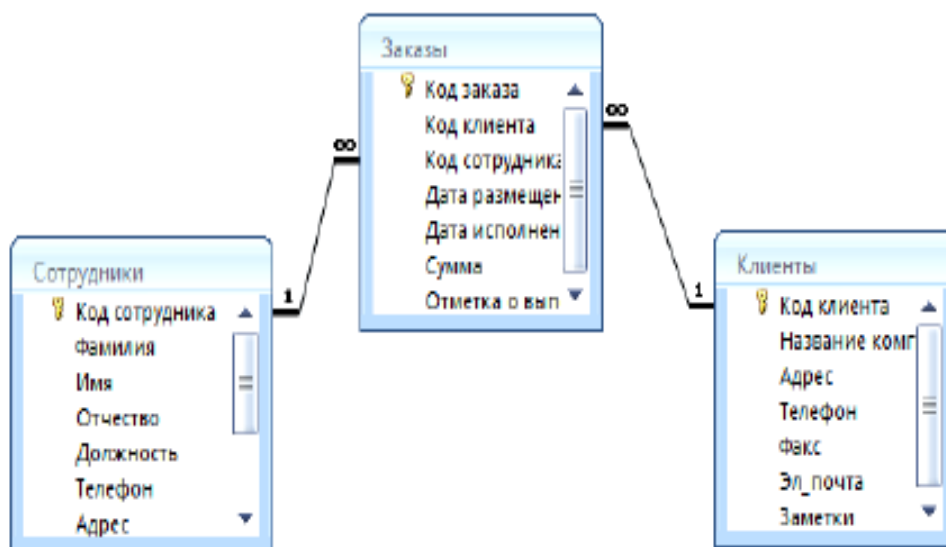 Заказы
Код заказа
Код клиента
Код сотрудника
Дата размещен
Дата исполнен
Сумма
Отметка о вып
∞
∞
1
1
Сотрудники
Код сотрудника
Фамилия
Имя
Отчество
Должность
Телефон
Адрес
Клиенты
Код клиента
Название комп
Адрес
Телефон
Факс
Эл_почта
Заметки